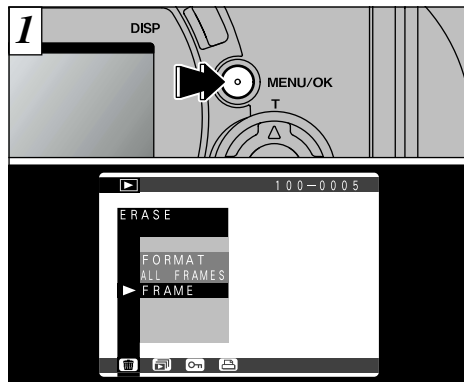 1
DISP
MENU/OK
T
100-0005
ERASE
FORMAT
ALL FRAMES
FRAME